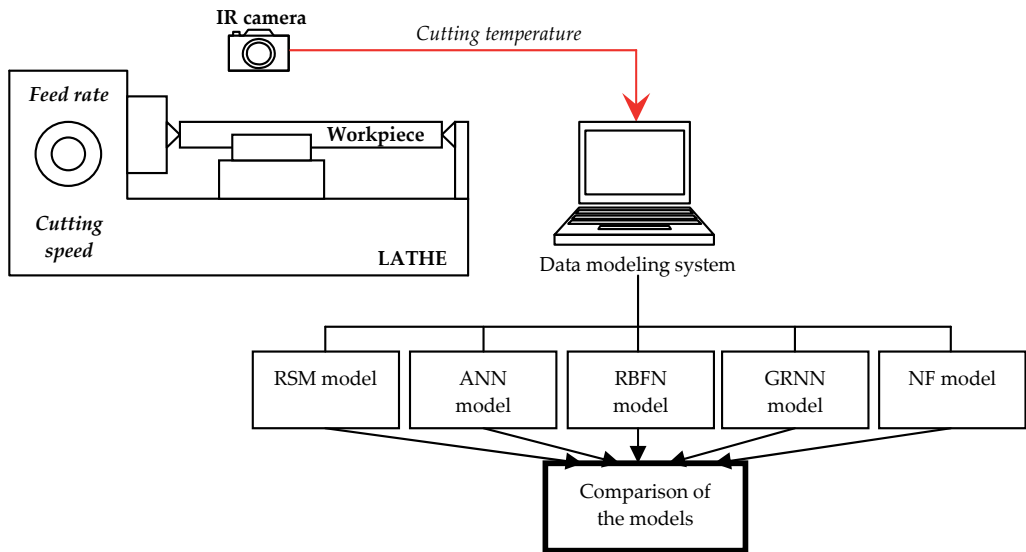 IR camera
Cutting temperature
Feed rate
Workpiece
Cutting
speed
LATHE
Data modeling system
RSM model
ANN
model
RBFN
model
GRNN
model
NF model
Comparison of
the models